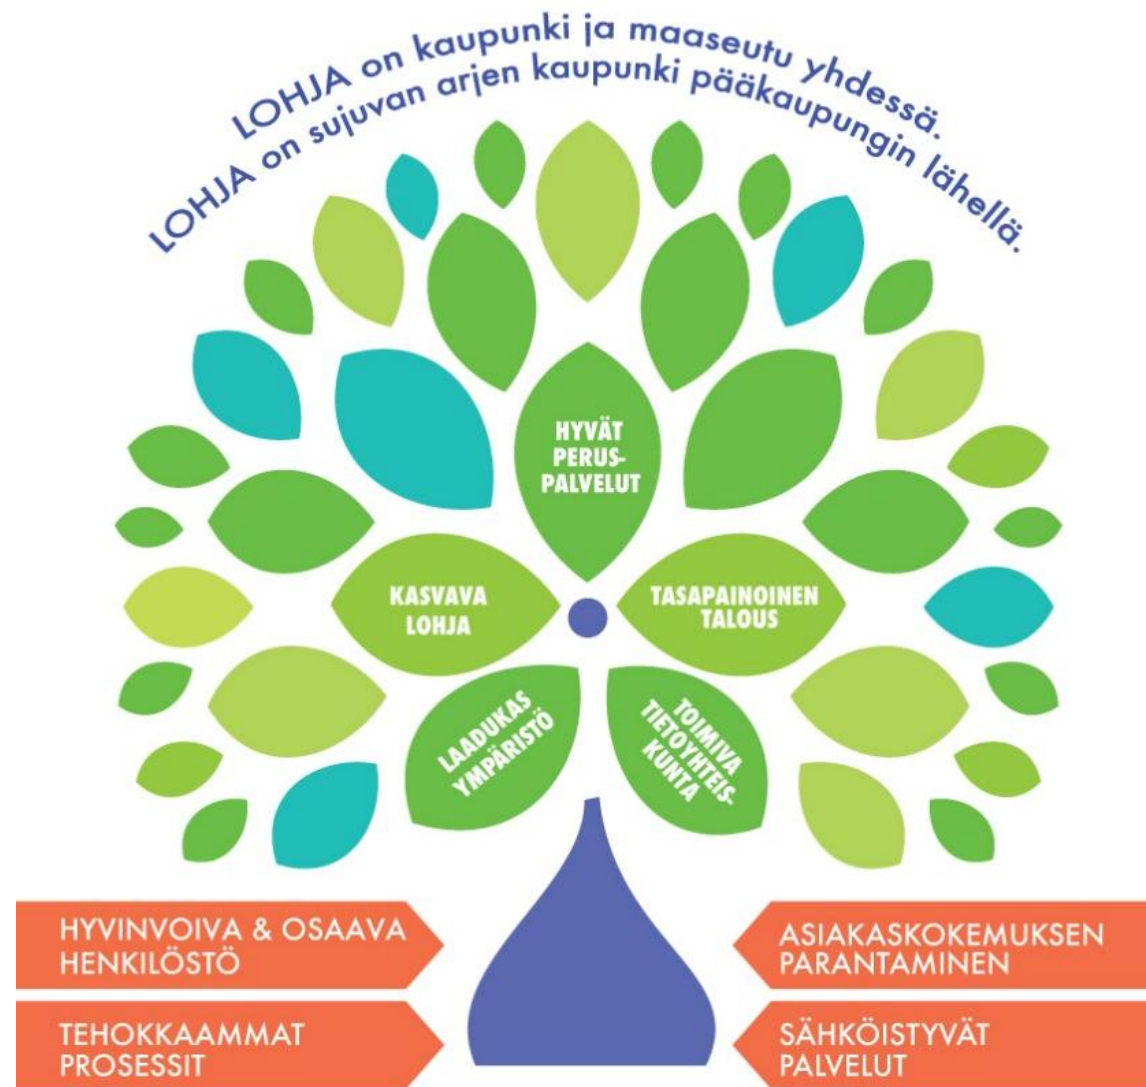 LOHJA on kaupunki ja maaseutu yhdessä.
LOHJA on sujuvan arjen kaupunki pääkaupungin lähellä.
HYVÄT
PERUS-
PALVELUT
KASVAVA
LOHJA
TASAPAINOINEN
TALOUS
LAADUKAS
YMPÄRISTÖ
TOIMIVA
TIETOYHTEIS-
KUNTA
HYVINVOIVA & OSAAVA
HENKILÖSTÖ
ASIAKASKOKEMUKSEN
PARANTAMINEN
TEHOKKAAMMAT
PROSESSIT
SÄHKÖISTYVÄT
PALVELUT